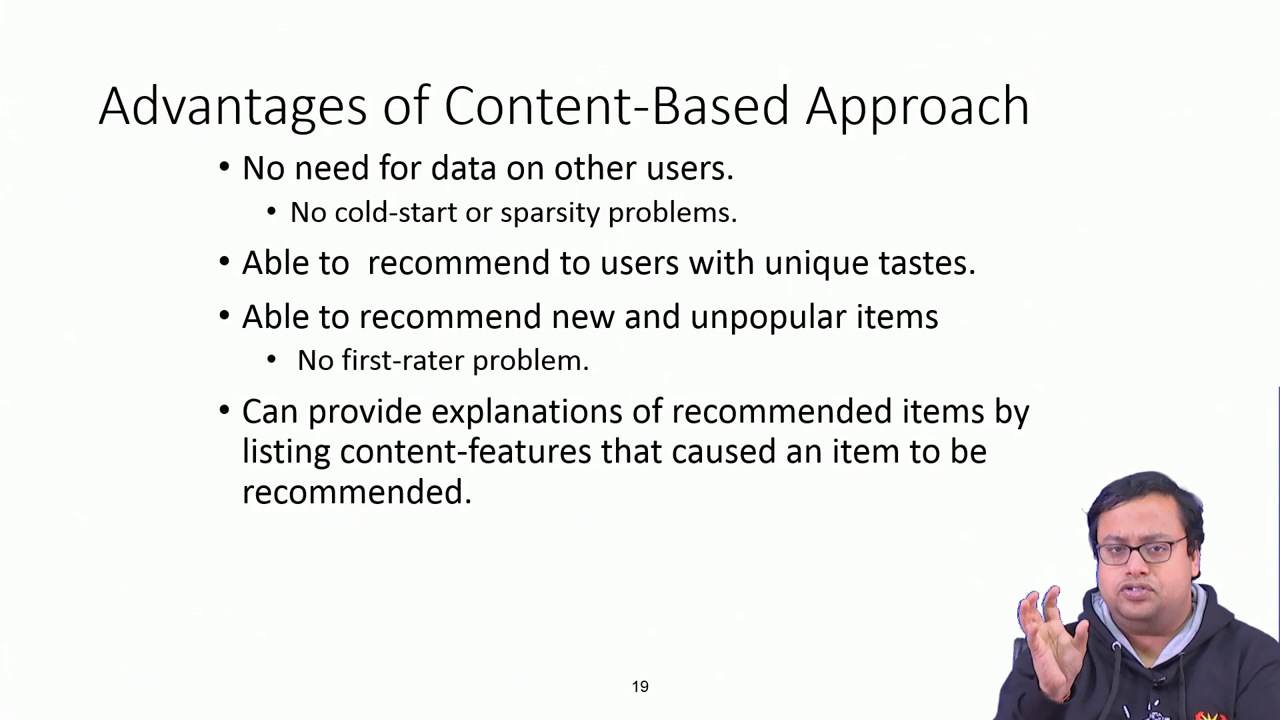 Advantages of Content-Based Approach
• No need for data on other users.
• No cold-start or sparsity problems.
• Able to  recommend to users with unique tastes.
• Able to recommend new and unpopular items
• No first-rater problem.
• Can provide explanations of recommended items by
listing content-features that caused an item to be
recommended.
19